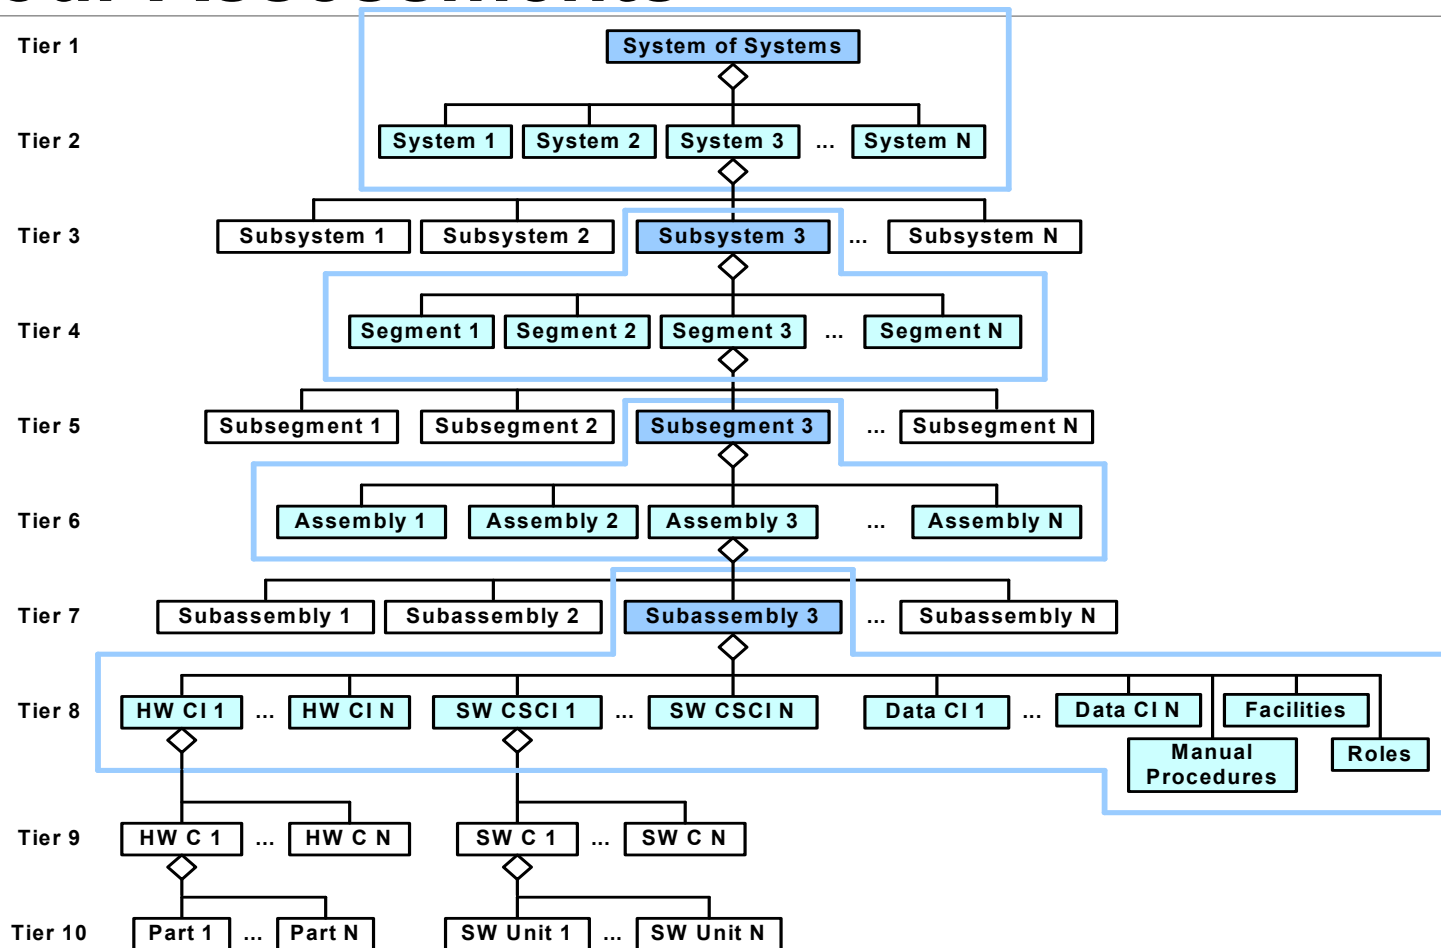 Tier 1 System of Systems
Tier 2 System 1 System 2 System 3 ... System N
Tier 3 Subsystem 1 Subsystem 2 Subsystem 3 ... Subsystem N
Tier 4 Segment 1 Segment 2 Segment 3 ... Segment N
Tier 5 Subsegment 1 Subsegment 2 Subsegment 3 ... Subsegment N
Tier 6 Assembly 1 Assembly 2 Assembly 3 ... Assembly N
Tier 7 Subassembly 1 Subassembly 2 Subassembly 3 ... Subassembly N
Tier 8 HW CI 1 ... HW CI N SW CSCI 1 ... SW CSCI N Data CI 1 ... Data CI N Facilities
Manual
Procedures
Roles
Tier 9 HW C 1 ... HW C N SW C 1 ... SW C N
Tier 10 Part 1 ... Part N SW Unit 1 ... SW Unit N